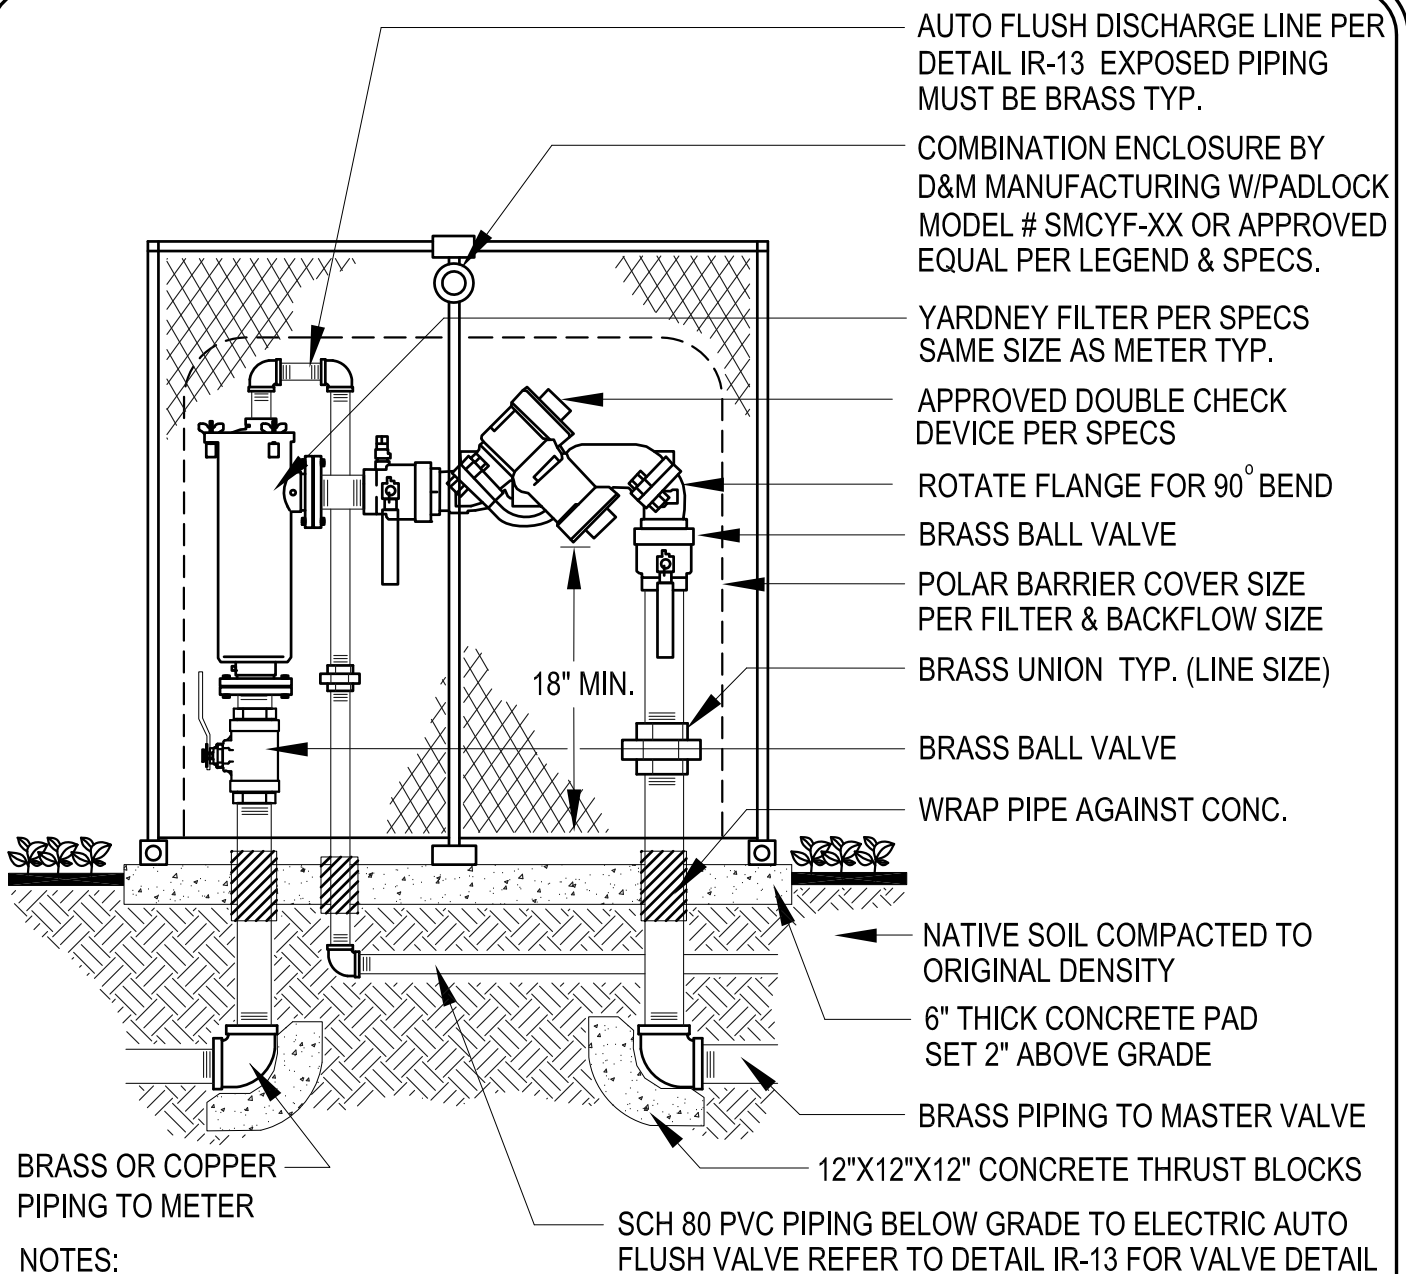 AUTO FLUSH DISCHARGE LINE PER
DETAIL IR-13 EXPOSED PIPING
MUST BE BRASS TYP.
COMBINATION ENCLOSURE BY
D&M MANUFACTURING W/PADLOCK
MODEL # SMCYF-XX OR APPROVED
EQUAL PER LEGEND & SPECS.
YARDNEY FILTER PER SPECS
SAME SIZE AS METER TYP.
APPROVED DOUBLE CHECK
DEVICE PER SPECS
ROTATE FLANGE FOR 90° BEND
BRASS BALL VALVE
POLAR BARRIER COVER SIZE
PER FILTER & BACKFLOW SIZE
BRASS UNION TYP. (LINE SIZE)
18" MIN.
BRASS BALL VALVE
WRAP PIPE AGAINST CONC.
NATIVE SOIL COMPACTED TO
ORIGINAL DENSITY
6" THICK CONCRETE PAD
SET 2" ABOVE GRADE
BRASS PIPING TO MASTER VALVE
12"X12"X12" CONCRETE THRUST BLOCKS
BRASS OR COPPER
PIPING TO METER
SCH 80 PVC PIPING BELOW GRADE TO ELECTRIC AUTO
FLUSH VALVE REFER TO DETAIL IR-13 FOR VALVE DETAIL
NOTES: